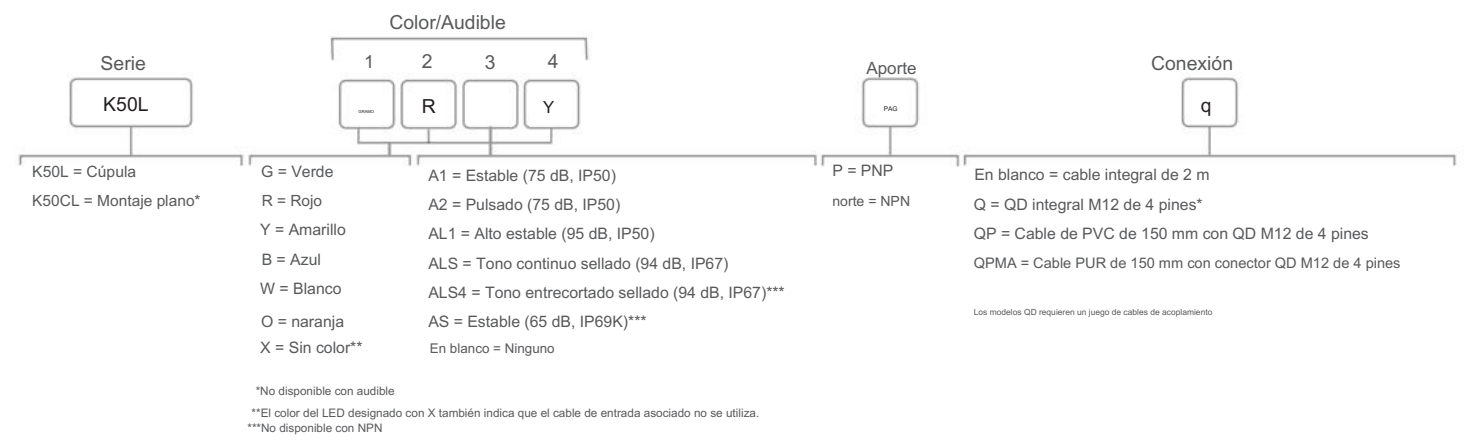 Color/Audible
Serie
1 2 3 4
Aporte
Conexión
K50L
GRAMO
R
Y
PAG
q
K50L = Cúpula
K50CL = Montaje plano*
G = Verde
R = Rojo
Y = Amarillo
B = Azul
W = Blanco
O = naranja
X = Sin color**
A1 = Estable (75 dB, IP50)
A2 = Pulsado (75 dB, IP50)
AL1 = Alto estable (95 dB, IP50)
ALS = Tono continuo sellado (94 dB, IP67)
ALS4 = Tono entrecortado sellado (94 dB, IP67)***
AS = Estable (65 dB, IP69K)***
En blanco = Ninguno
P = PNP
norte = NPN
En blanco = cable integral de 2 m
Q = QD integral M12 de 4 pines*
QP = Cable de PVC de 150 mm con QD M12 de 4 pines
QPMA = Cable PUR de 150 mm con conector QD M12 de 4 pines
Los modelos QD requieren un juego de cables de acoplamiento
*No disponible con audible
**El color del LED designado con X también indica que el cable de entrada asociado no se utiliza.
***No disponible con NPN